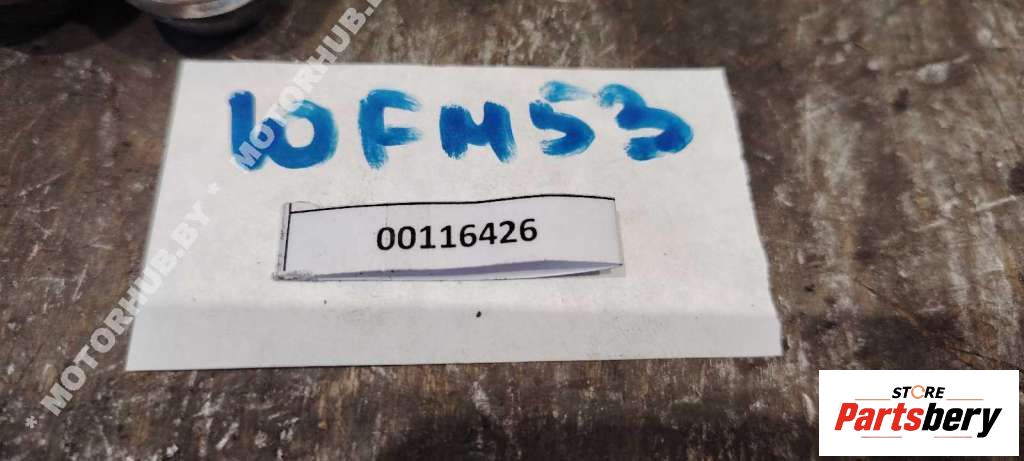 10FM53
00116426
* MOTORHUB.BY * MOTORHUB.BY
STORE
Partsbery